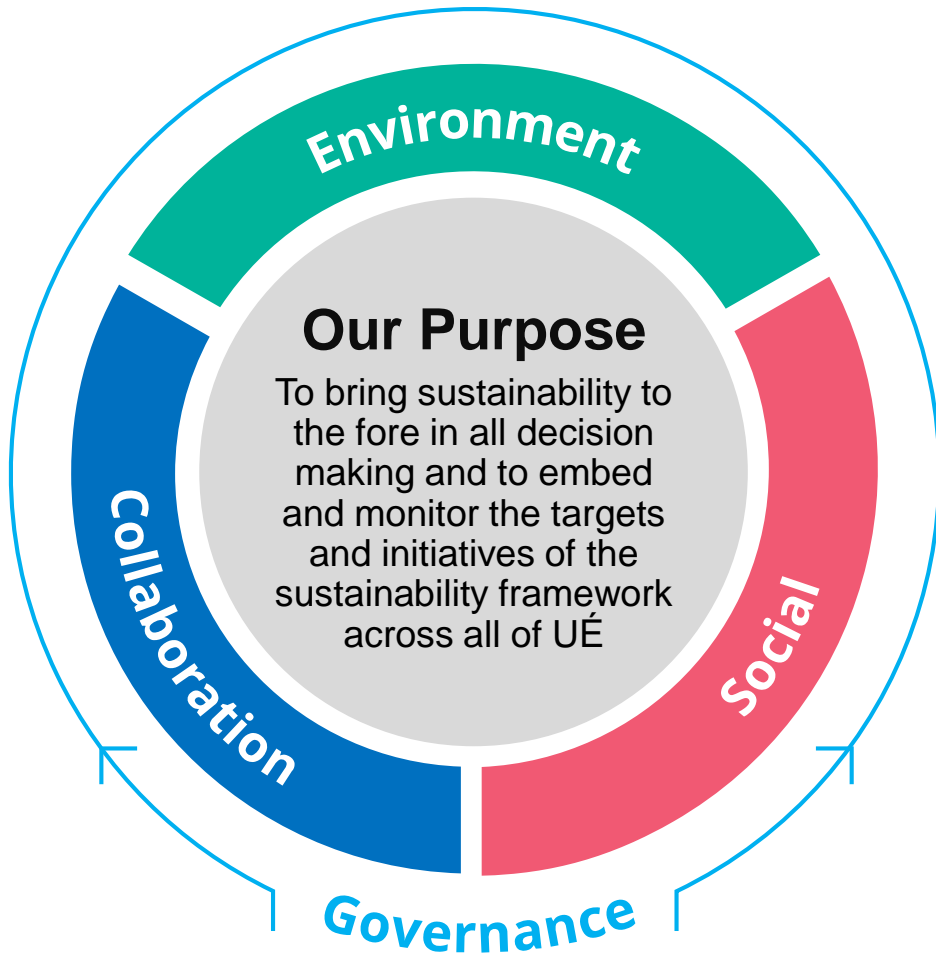 Environment
Our Purpose
To bring sustainability to
the fore in all decision
making and to embed
and monitor the targets
and initiatives of the
sustainability framework
across all of UÉ
Collaboration
Social
Governance